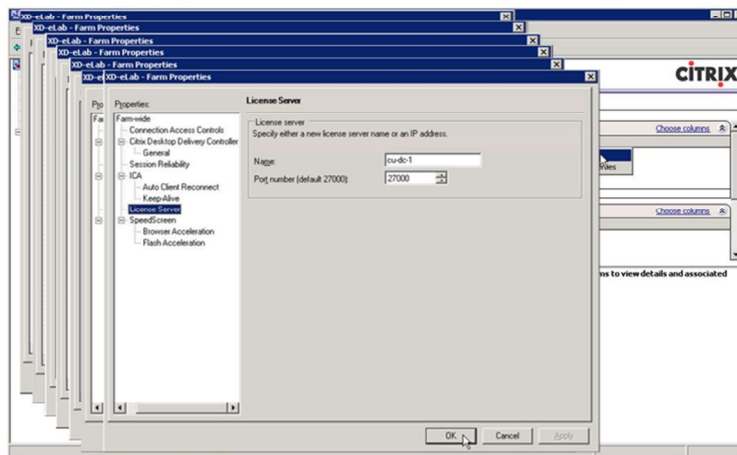 XD-eLab - Farm Properties
XD-eLab - Farm Properties
XD-eLab - Farm Properties
XD-eLab - Farm Properties
XD-eLab - Farm Properties
XD-eLab - Farm Properties
CITRIX
Properties:
License Server
Farm-wide
Connection Access Controls
Citrix Desktop Delivery Controller
General
Session Reliability
ICA
Auto Client Reconnect
Keep-Alive
License Server
SpeedScreen
Browser Acceleration
Flash Acceleration
License server
Specify either a new license server name or an IP address.
Name:
cu-dc-1
Port number (default 27000):
27000
Choose columns
Choose columns
ms to view details and associated
OK
Cancel
Apply